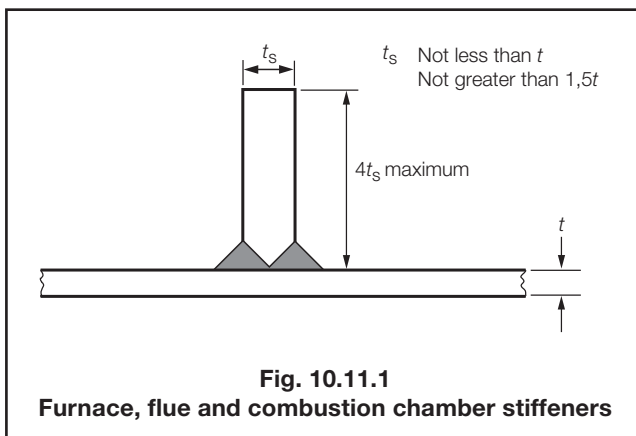 ts
ts Not less than t
Not greater than 1,5t
4ts maximum
t
Fig. 10.11.1
Furnace, flue and combustion chamber stiffeners